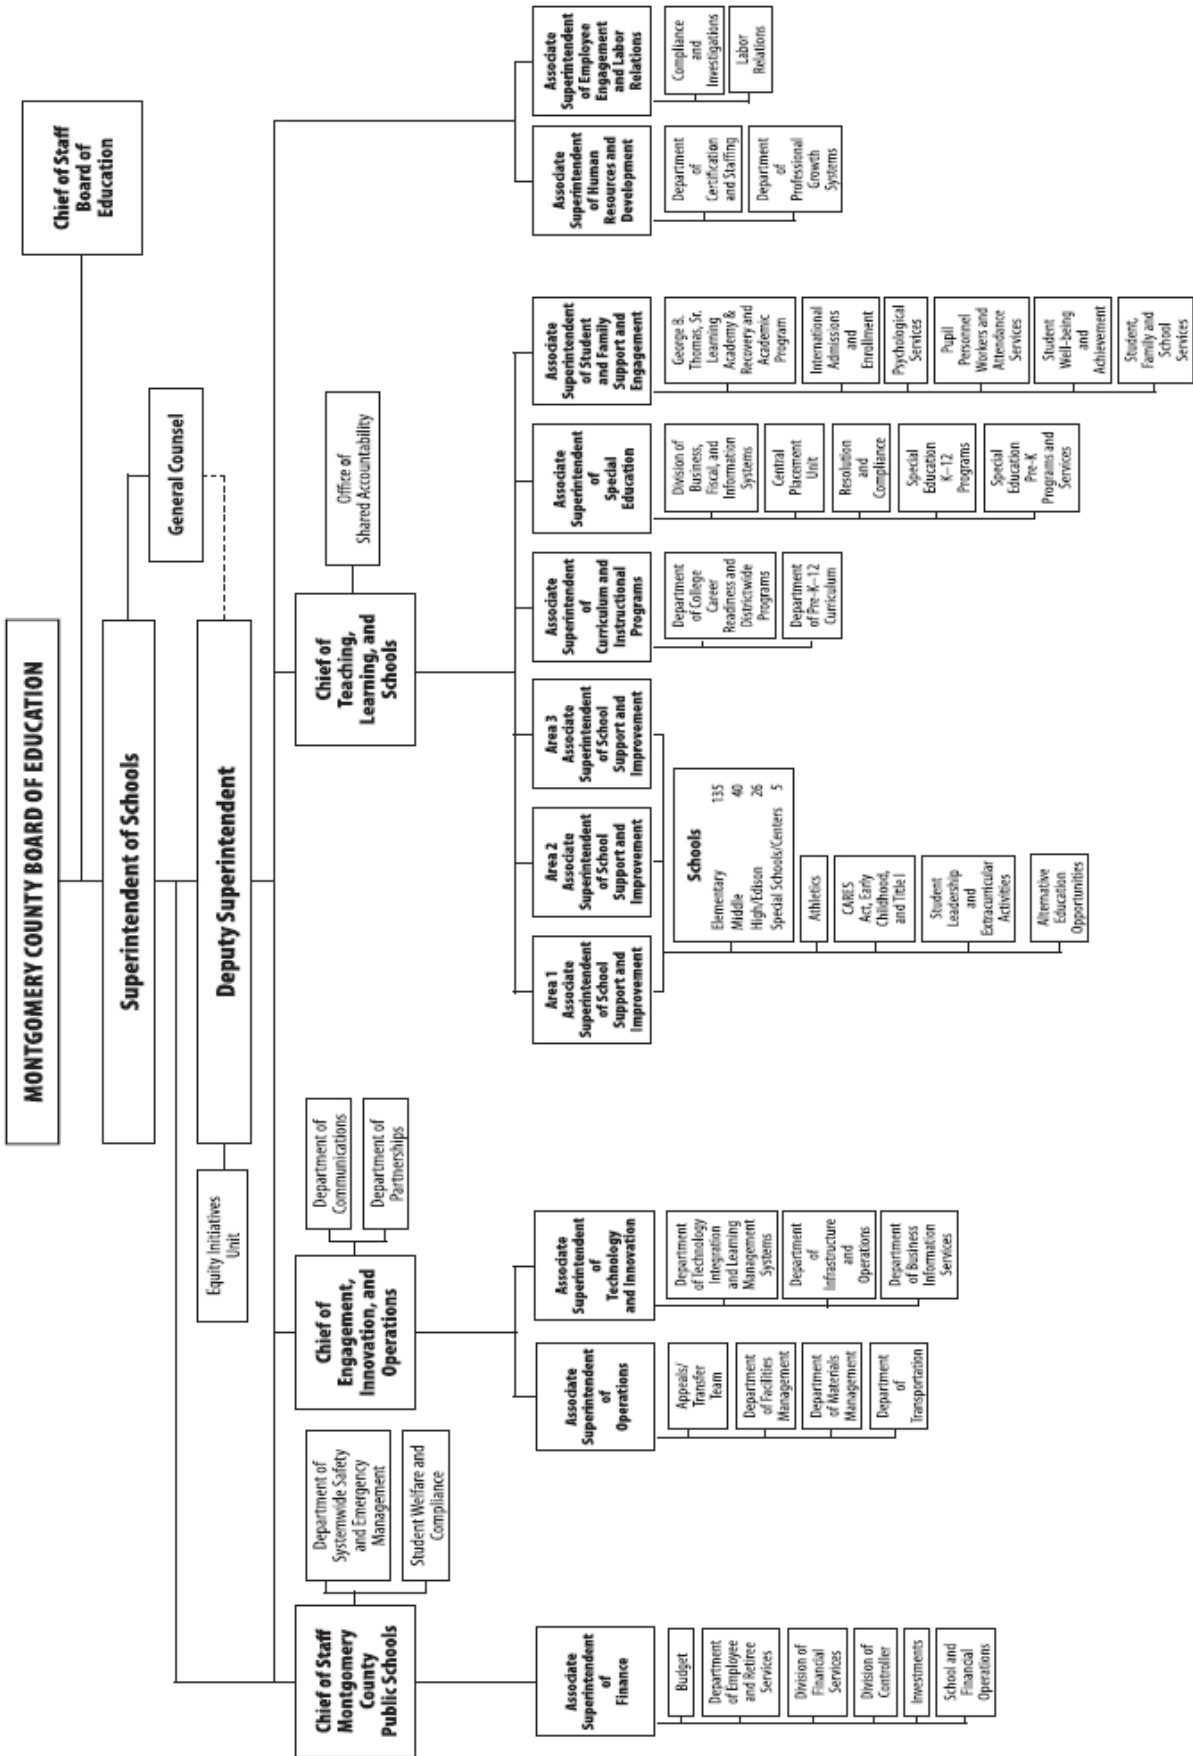 MONTGOMERY COUNTY BOARD OF EDUCATION
Chief of Staff
Board of
Education
Superintendent of Schools
General Counsel
Deputy Superintendent
Equity Initiatives
Unit
Chief of Staff
Montgomery
County
Public Schools
Department of
Systemwide Safety
and Emergency
Management
Student Welfare and
Compliance
Chief of
Engagement,
Innovation, and
Operations
Department of
Communications
Department of
Partnerships
Chief of
Teaching,
Learning, and
Schools
Office of
Shared Accountability
Associate
Superintendent
of
Finance
Budget
Department
of Employee
and Retiree
Services
Division of
Financial
Services
Division of
Controller
Investments
School and
Financial
Operations
Associate
Superintendent
of
Operations
Appeals/
Transfer
Team
Department
of Facilities
Management
Department
of Materials
Management
Department
of
Transportation
Associate
Superintendent
of
Technology
and Innovation
Department
of Technology
Integration
and Learning
Management
Systems
Department
of
Infrastructure
and
Operations
Department
of Business
Information
Services
Area 1
Associate
Superintendent
of School
Support and
Improvement
Area 2
Associate
Superintendent
of School
Support and
Improvement
Area 3
Associate
Superintendent
of School
Support and
Improvement
Schools
Elementary 135
Middle 40
High/Edison 26
Special Schools/Centers 5
Athletics
CARES
Act, Early
Childhood,
and Title I
Student
Leadership
and
Extracurricular
Activities
Alternative
Education
Opportunities
Associate
Superintendent
of
Curriculum and
Instructional
Programs
Department
of College
Career
Readiness and
Districtwide
Programs
Department
of Pre-K–12
Curriculum
Associate
Superintendent
of
Special
Education
Division of
Business,
Fiscal, and
Information
Systems
Central
Placement
Unit
Resolution
and
Compliance
Special
Education
K–12
Programs
Special
Education
Pre-K
Programs and
Services
Associate
Superintendent
of Student
and Family
Support and
Engagement
George B.
Thomas, Sr.
Learning
Academy &
Recovery and
Academic
Program
International
Admissions
and
Enrollment
Psychological
Services
Pupil
Personnel
Workers and
Attendance
Services
Student
Well-being
and
Achievement
Student,
Family and
School
Services
Associate
Superintendent
of Human
Resources and
Development
Department
of
Certification
and Staffing
Department
of
Professional
Growth
Systems
Associate
Superintendent
of Employee
Engagement
and Labor
Relations
Compliance
and
Investigations
Labor
Relations